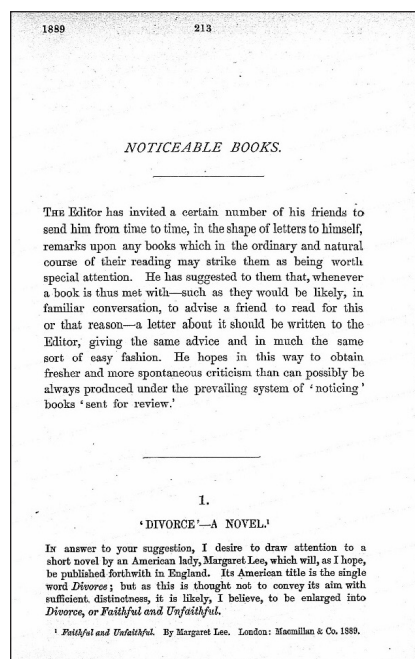 1889 213
NOTICEABLE BOOKS.
THE Editor has invited a certain number of his friends to
send him from time to time, in the shape of letters to himself,
remarks upon any books which in the ordinary and natural
course of their reading may strike them as being worth
special attention. He has suggested to them that, whenever
a book is thus met with—such as they would be likely, in
familiar conversation, to advise a friend to read for this
or that reason—a letter about it should be written to the
Editor, giving the same advice and in much the same
sort of easy fashion. He hopes in this way to obtain
fresher and more spontaneous criticism than can possibly be
always produced under the prevailing system of ‘noticing’
books ‘sent for review.’
1.
‘DIVORCE’—A NOVEL.¹
IN answer to your suggestion, I desire to draw attention to a
short novel by an American lady, Margaret Lee, which will, as I hope,
be published forthwith in England. Its American title is the single
word Divorce; but as this is thought not to convey its aim with
sufficient distinctness, it is likely, I believe, to be enlarged into
Divorce, or Faithful and Unfaithful.
¹ Faithful and Unfaithful. By Margaret Lee. London: Macmillan & Co. 1889.